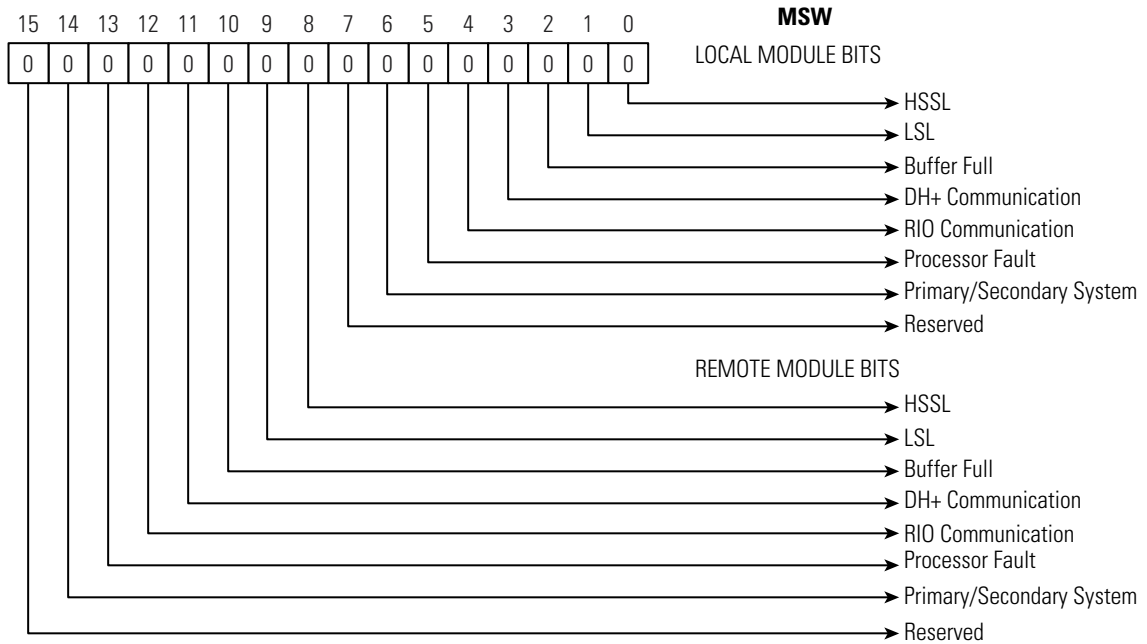 15 14 13 12 11 10 9 8 7 6 5 4 3 2 1 0 MSW
0 0 0 0 0 0 0 0 0 0 0 0 0 0 0 0 LOCAL MODULE BITS
HSSL
LSL
Buffer Full
DH+ Communication
RIO Communication
Processor Fault
Primary/Secondary System
Reserved
REMOTE MODULE BITS
HSSL
LSL
Buffer Full
DH+ Communication
RIO Communication
Processor Fault
Primary/Secondary System
Reserved